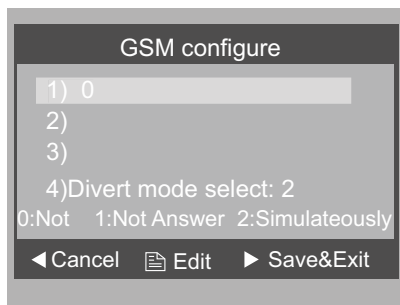 GSM configure
1) 0
2)
3)
4)Divert mode select: 2
0:Not 1:Not Answer 2:Simulateously
Cancel Edit Save&Exit